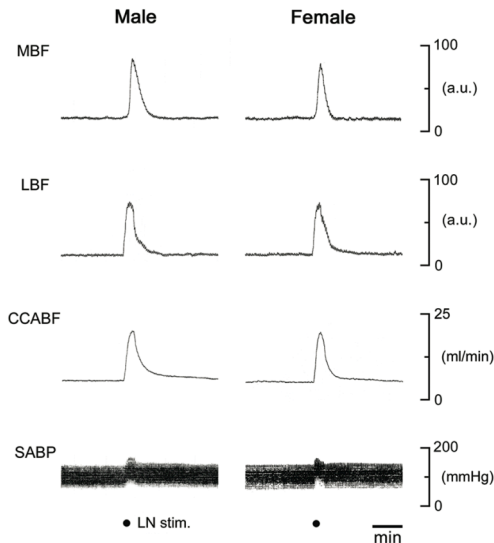 Male Female
MBF 100
(a.u.)
0
LBF 100
(a.u.)
0
CCABF 25
(ml/min)
0
SABP 200
(mmHg)
0
● LN stim. ●
min